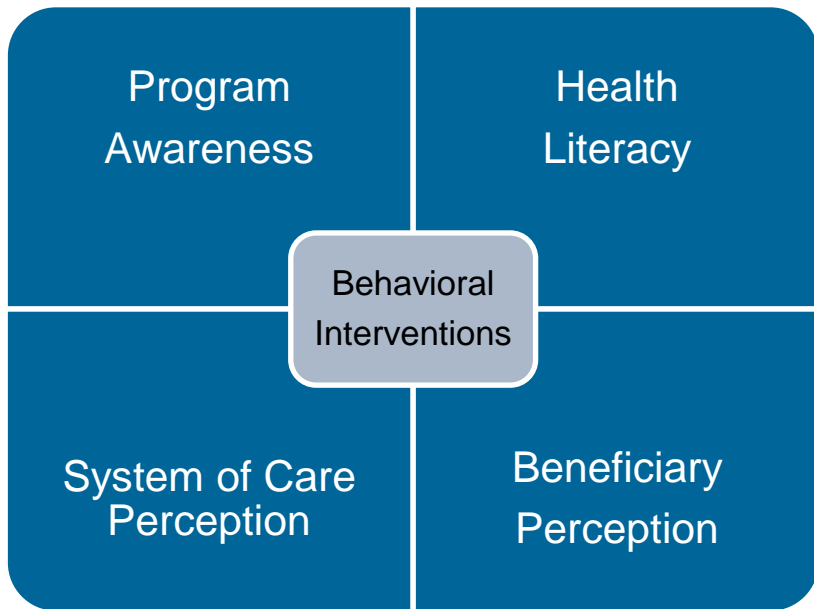 Program
Awareness
Health
Literacy
Behavioral
Interventions
System of Care
Perception
Beneficiary
Perception